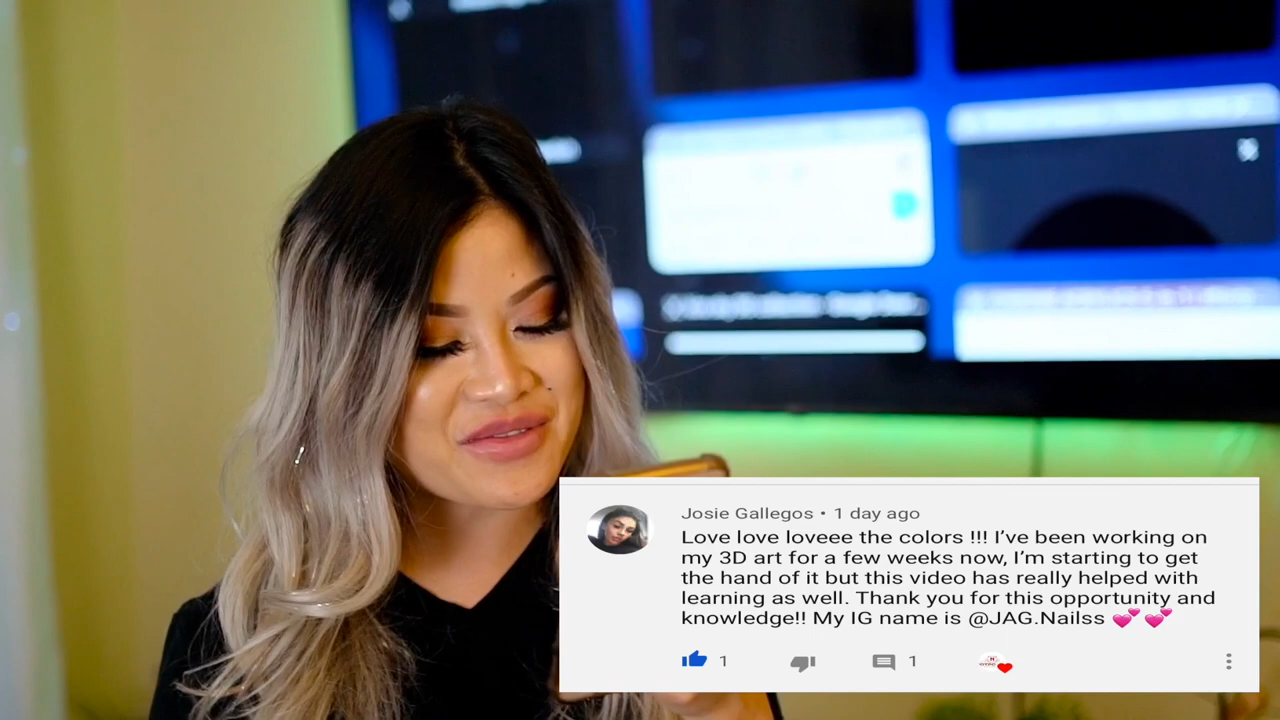 Josie Gallegos • 1 day ago
Love love loveee the colors !!! I’ve been working on
my 3D art for a few weeks now, I’m starting to get
the hand of it but this video has really helped with
learning as well. Thank you for this opportunity and
knowledge!! My IG name is @JAG.Nailss 💕 💕
1 1